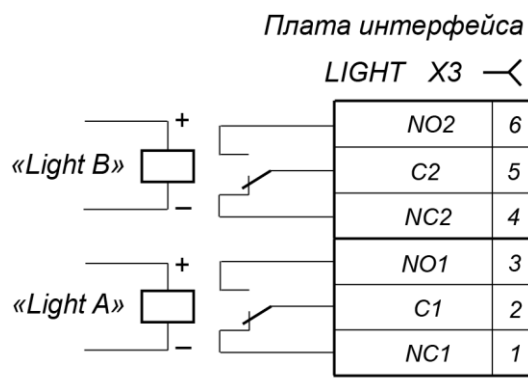 Плата интерфейса
LIGHT X3
+ NO2 6
«Light B» C2 5
− NC2 4
+ NO1 3
«Light A» C1 2
− NC1 1